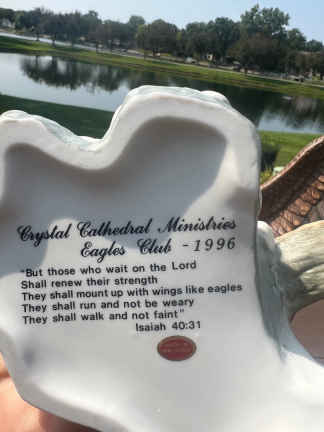 Crystal Cathedral Ministries
Eagles Club - 1996
"But those who wait on the Lord
Shall renew their strength
They shall mount up with wings like eagles
They shall run and not be weary
They shall walk and not faint"
Isaiah 40:31